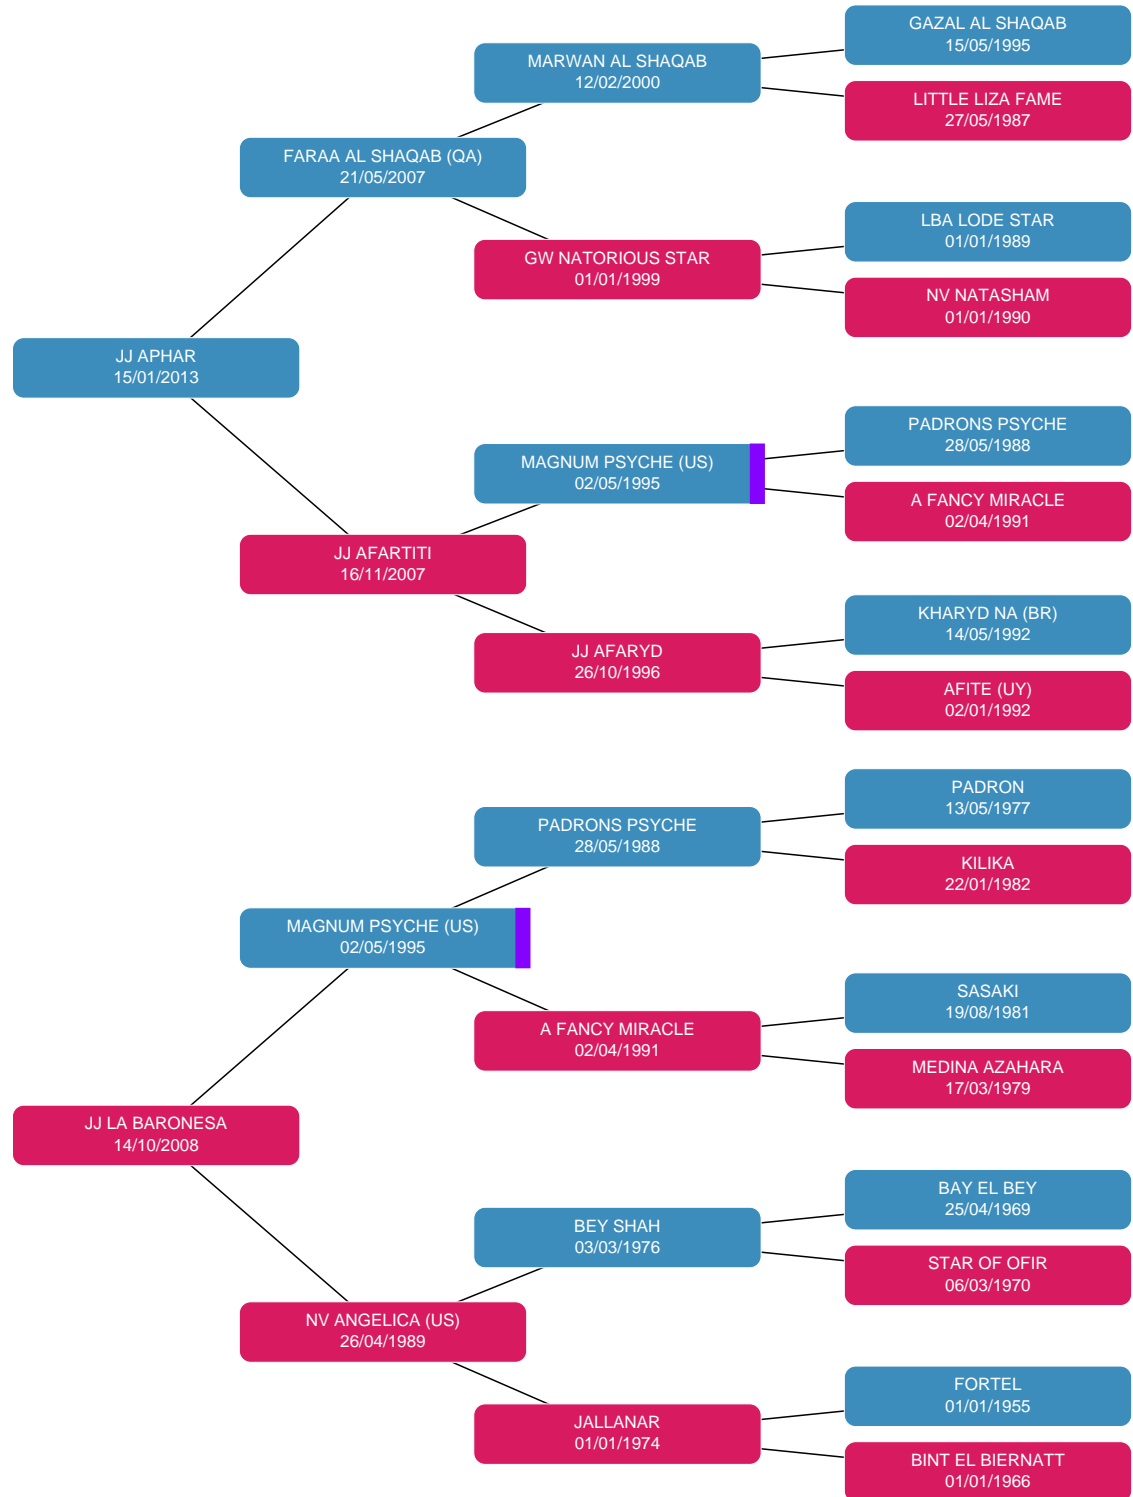 GAZAL AL SHAQAB
15/05/1995
MARWAN AL SHAQAB
12/02/2000
LITTLE LIZA FAME
27/05/1987
FARAA AL SHAQAB (QA)
21/05/2007
LBA LODE STAR
01/01/1989
GW NATORIOUS STAR
01/01/1999
NV NATASHAM
01/01/1990
JJ APHAR
15/01/2013
PADRONS PSYCHE
28/05/1988
MAGNUM PSYCHE (US)
02/05/1995
A FANCY MIRACLE
02/04/1991
JJ AFARTITI
16/11/2007
KHARYD NA (BR)
14/05/1992
JJ AFARYD
26/10/1996
AFITE (UY)
02/01/1992
PADRON
13/05/1977
PADRONS PSYCHE
28/05/1988
KILIKA
22/01/1982
MAGNUM PSYCHE (US)
02/05/1995
SASAKI
19/08/1981
A FANCY MIRACLE
02/04/1991
MEDINA AZAHARA
17/03/1979
JJ LA BARONESA
14/10/2008
BAY EL BEY
25/04/1969
BEY SHAH
03/03/1976
STAR OF OFIR
06/03/1970
NV ANGELICA (US)
26/04/1989
FORTEL
01/01/1955
JALLANAR
01/01/1974
BINT EL BIERNATT
01/01/1966